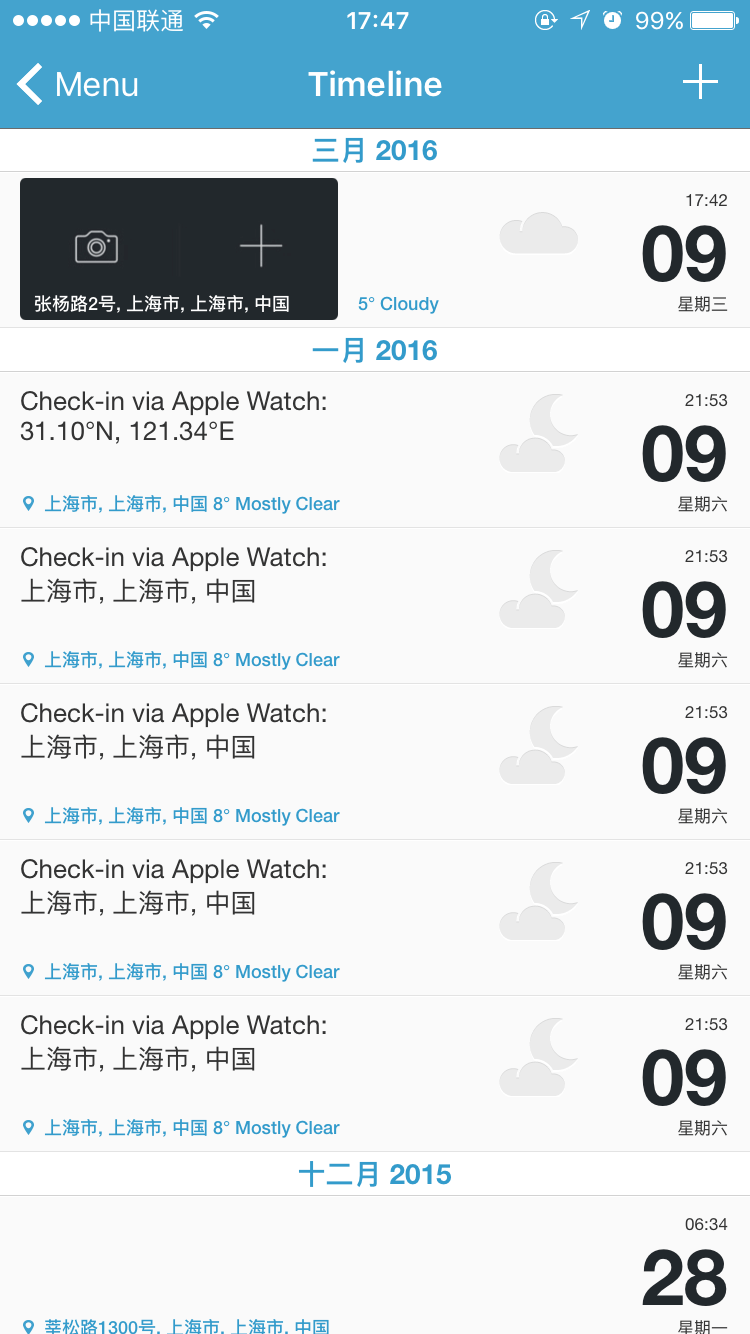 中国联通 17:47 99%
Menu Timeline
三月 2016
17:42
09
张杨路2号, 上海市, 上海市, 中国 5° Cloudy 星期三
一月 2016
Check-in via Apple Watch: 21:53
31.10°N, 121.34°E 09
上海市, 上海市, 中国 8° Mostly Clear 星期六
Check-in via Apple Watch: 21:53
上海市, 上海市, 中国 09
上海市, 上海市, 中国 8° Mostly Clear 星期六
Check-in via Apple Watch: 21:53
上海市, 上海市, 中国 09
上海市, 上海市, 中国 8° Mostly Clear 星期六
Check-in via Apple Watch: 21:53
上海市, 上海市, 中国 09
上海市, 上海市, 中国 8° Mostly Clear 星期六
Check-in via Apple Watch: 21:53
上海市, 上海市, 中国 09
上海市, 上海市, 中国 8° Mostly Clear 星期六
十二月 2015
06:34
28
莘松路1300号, 上海市, 上海市, 中国 星期一